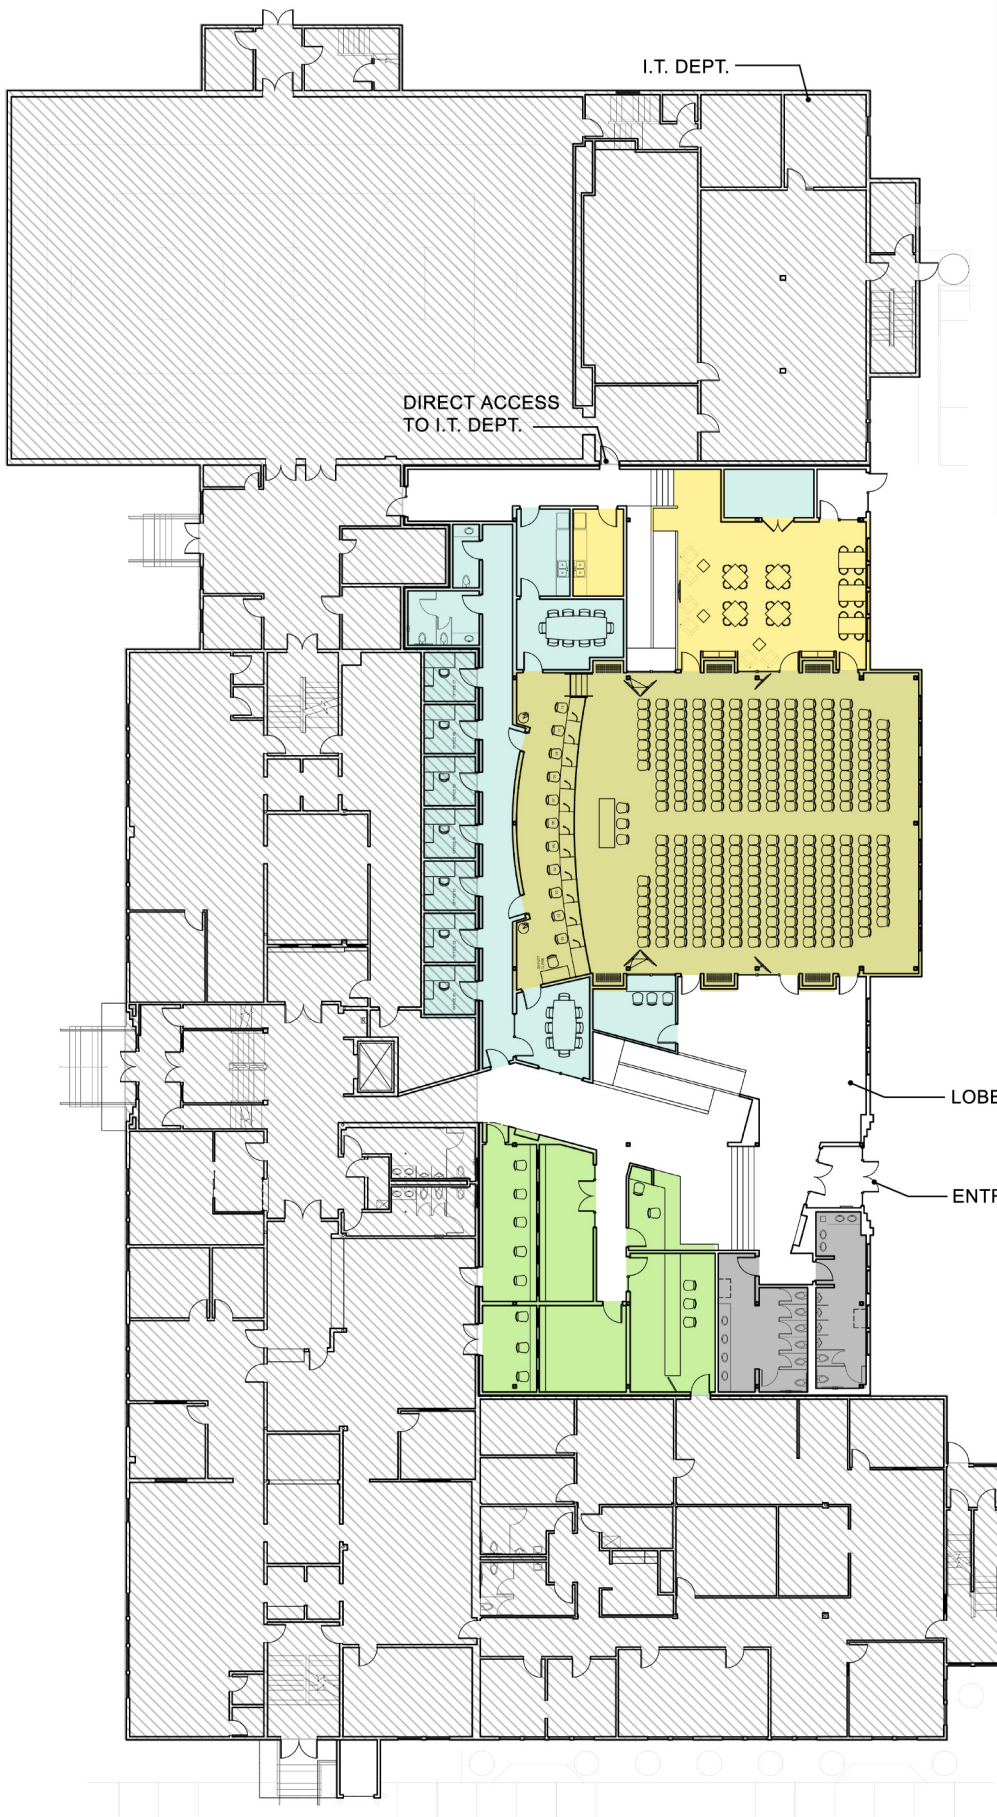 I.T. DEPT.
DIRECT ACCESS
TO I.T. DEPT.
LOBB
ENTR